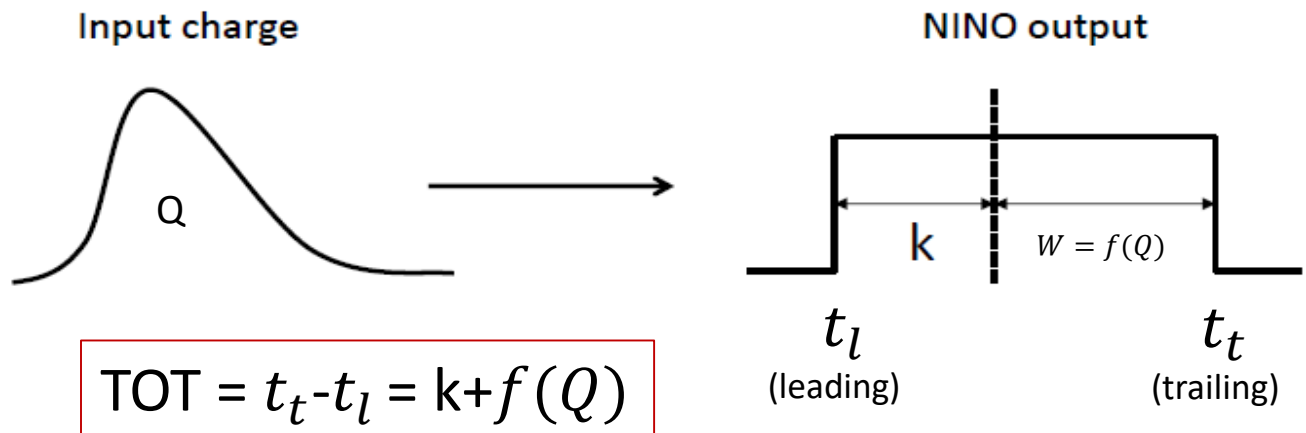 Input charge
NINO output
Q
k
W = f(Q)
t_l
(leading)
t_t
(trailing)
TOT = t_t-t_l = k+f(Q)